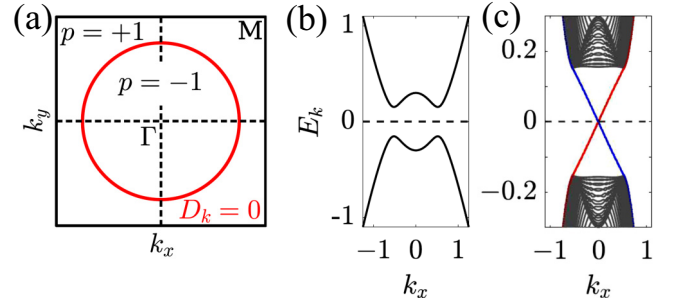 (a)
p = +1
M
p = −1
Γ
D_k = 0
k_y
k_x
(b)
1
0
-1
E_k
-1 0 1
k_x
(c)
0.2
0
−0.2
−1 0 1
k_x